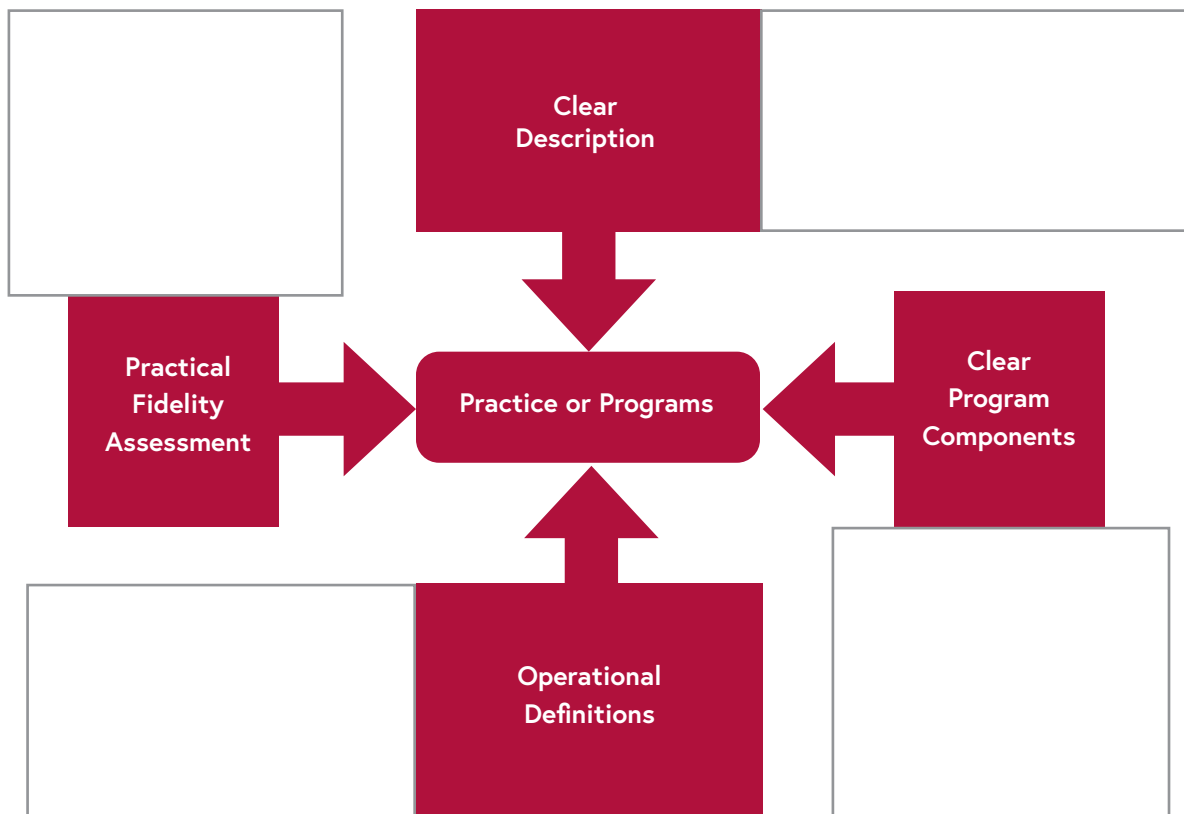 Clear
Description
Practical
Fidelity
Assessment
Practice or Programs
Clear
Program
Components
Operational
Definitions